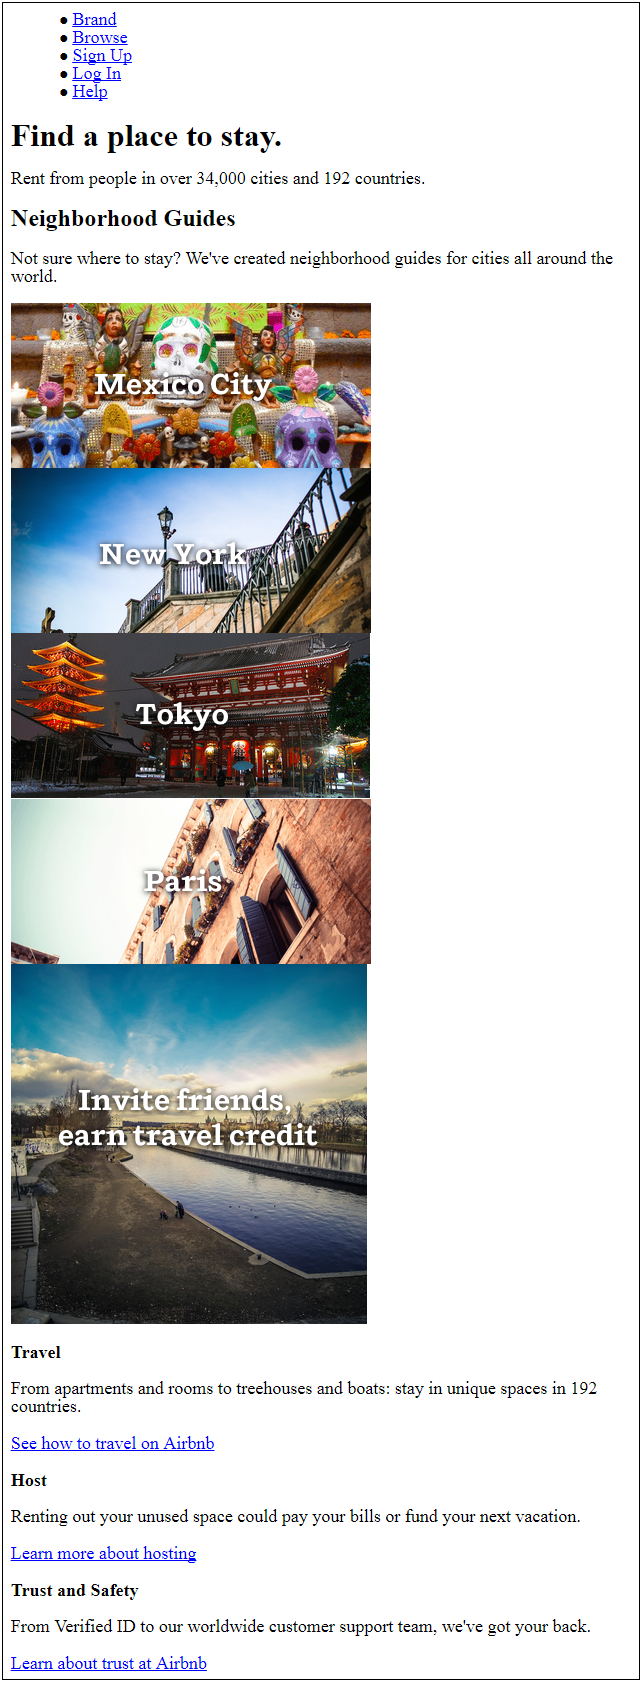 Brand
Browse
Sign Up
Log In
Help
Find a place to stay.
Rent from people in over 34,000 cities and 192 countries.
Neighborhood Guides
Not sure where to stay? We've created neighborhood guides for cities all around the
world.
Mexico City
New York
Tokyo
Paris
Invite friends,
earn travel credit
Travel
From apartments and rooms to treehouses and boats: stay in unique spaces in 192
countries.
See how to travel on Airbnb
Host
Renting out your unused space could pay your bills or fund your next vacation.
Learn more about hosting
Trust and Safety
From Verified ID to our worldwide customer support team, we've got your back.
Learn about trust at Airbnb